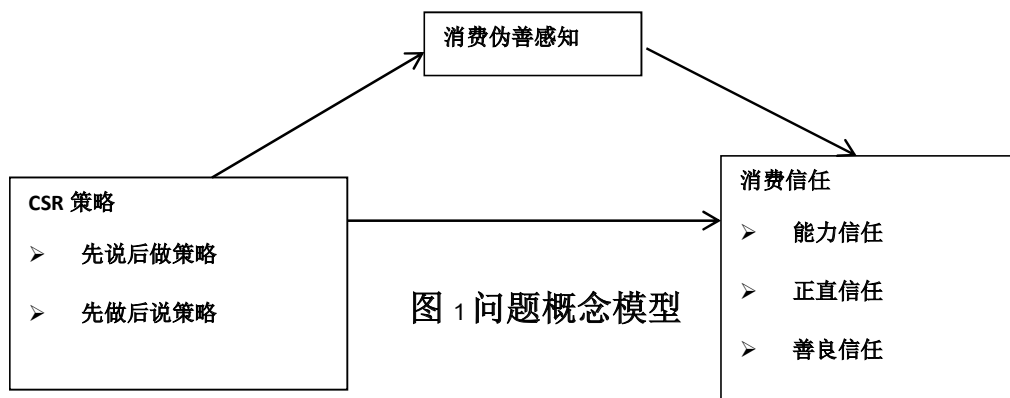 消费伪善感知
CSR 策略
➢ 先说后做策略
➢ 先做后说策略
消费信任
➢ 能力信任
➢ 正直信任
➢ 善良信任
图 1 问题概念模型